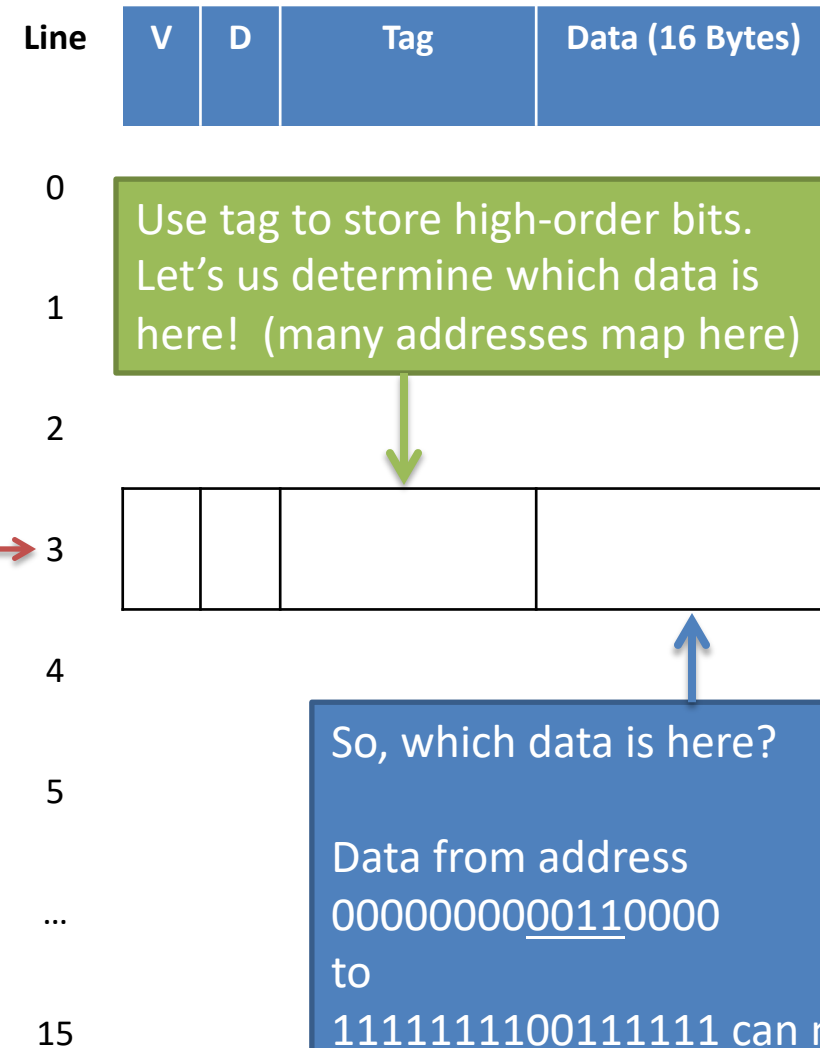 Line V D Tag Data (16 Bytes)
0
Use tag to store high-order bits.
Let's us determine which data is
1
here! (many addresses map here)
2
3
4
So, which data is here?
5
Data from address
...
0000000000110000
to
15
1111111100111111 can